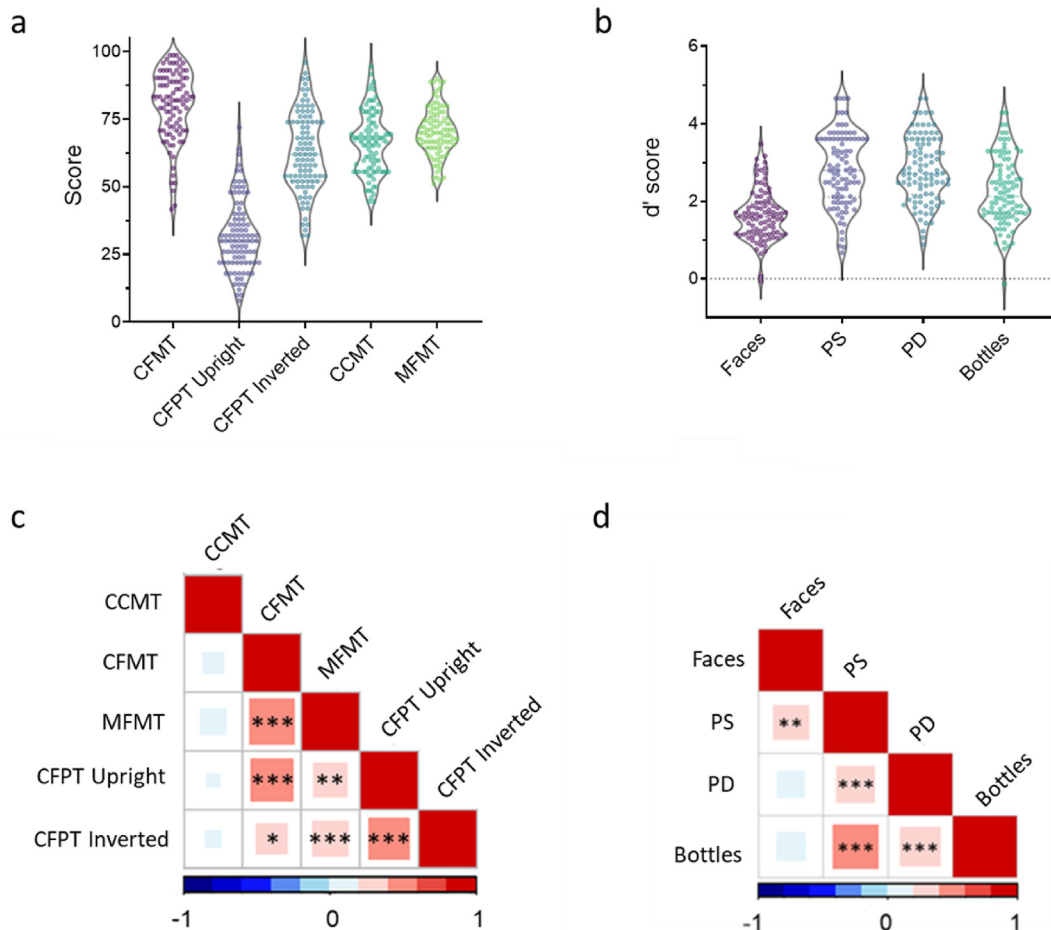 a
100
75
50
25
0
Score
CFMT
CFPT Upright
CFPT Inverted
CCMT
MFMT
b
6
4
2
0
d' score
Faces
PS
PD
Bottles
c
CCMT
CFMT
MFMT
CFPT Upright
CFPT Inverted
CCMT
CFMT
MFMT ***
CFPT Upright *** **
CFPT Inverted * *** ***
-1 0 1
d
Faces
PS
PD
Bottles
Faces
PS **
PD ***
Bottles *** ***
-1 0 1